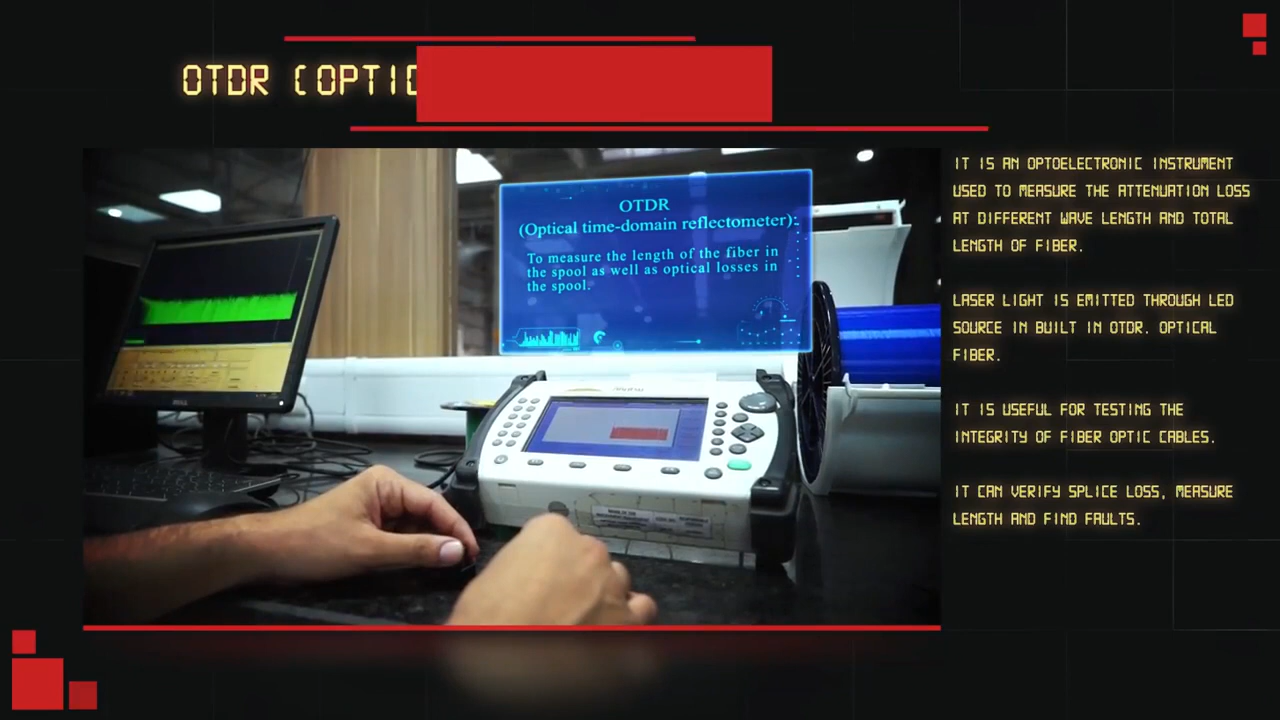 OTDR (OPTIC
IT IS AN OPTOELECTRONIC INSTRUMENT
USED TO MEASURE THE ATTENUATION LOSS
AT DIFFERENT WAVE LENGTH AND TOTAL
LENGTH OF FIBER.
LASER LIGHT IS EMITTED THROUGH LED
SOURCE IN BUILT IN OTDR. OPTICAL
FIBER.
IT IS USEFUL FOR TESTING THE
INTEGRITY OF FIBER OPTIC CABLES.
IT CAN VERIFY SPLICE LOSS, MEASURE
LENGTH AND FIND FAULTS.
OTDR
(Optical time-domain reflectometer):
To measure the length of the fiber in
the spool as well as optical losses in
the spool.
DELL
Anritsu